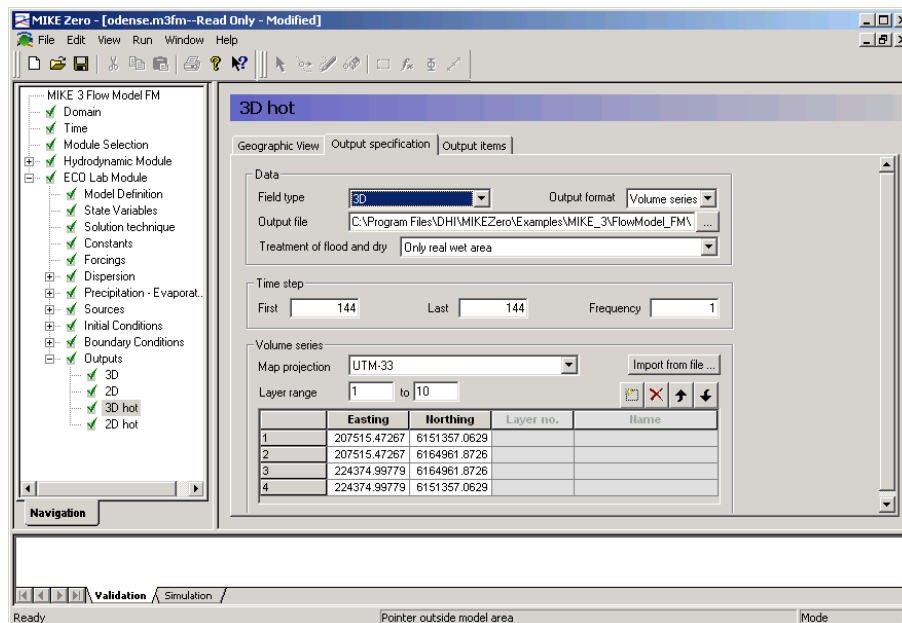 MIKE Zero - [odense.m3fm--Read Only - Modified]
File Edit View Run Window Help
MIKE 3 Flow Model FM
Domain
Time
Module Selection
Hydrodynamic Module
ECO Lab Module
Model Definition
State Variables
Solution technique
Constants
Forcings
Dispersion
Precipitation - Evaporat..
Sources
Initial Conditions
Boundary Conditions
Outputs
3D
2D
3D hot
2D hot
Navigation
3D hot
Geographic View Output specification Output items
Data
Field type 3D Output format Volume series
Output file C:\Program Files\DHI\MIKEZero\Examples\MIKE_3\FlowModel_FM\ ...
Treatment of flood and dry Only real wet area
Time step
First 144 Last 144 Frequency 1
Volume series
Map projection UTM-33 Import from file ...
Layer range 1 to 10
Easting Northing Layer no. Name
1 207515.47267 6151357.0629
2 207515.47267 6164961.8726
3 224374.99779 6164961.8726
4 224374.99779 6151357.0629
Validation Simulation
Ready Pointer outside model area Mode